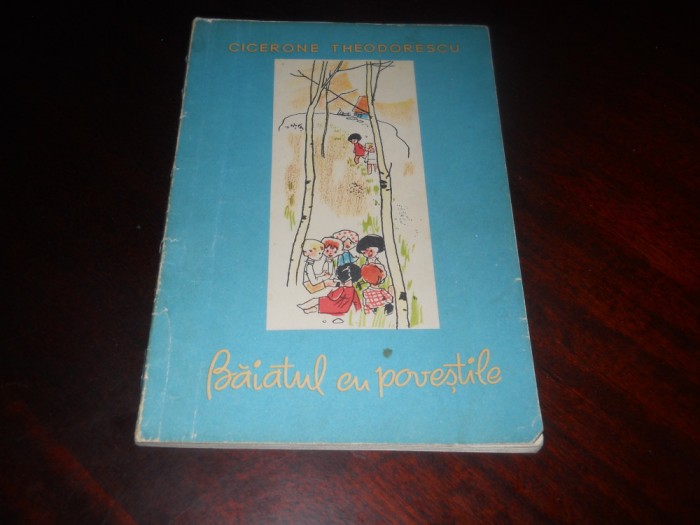 CICERONE THEODORESCU
Băiatul cu poveștile